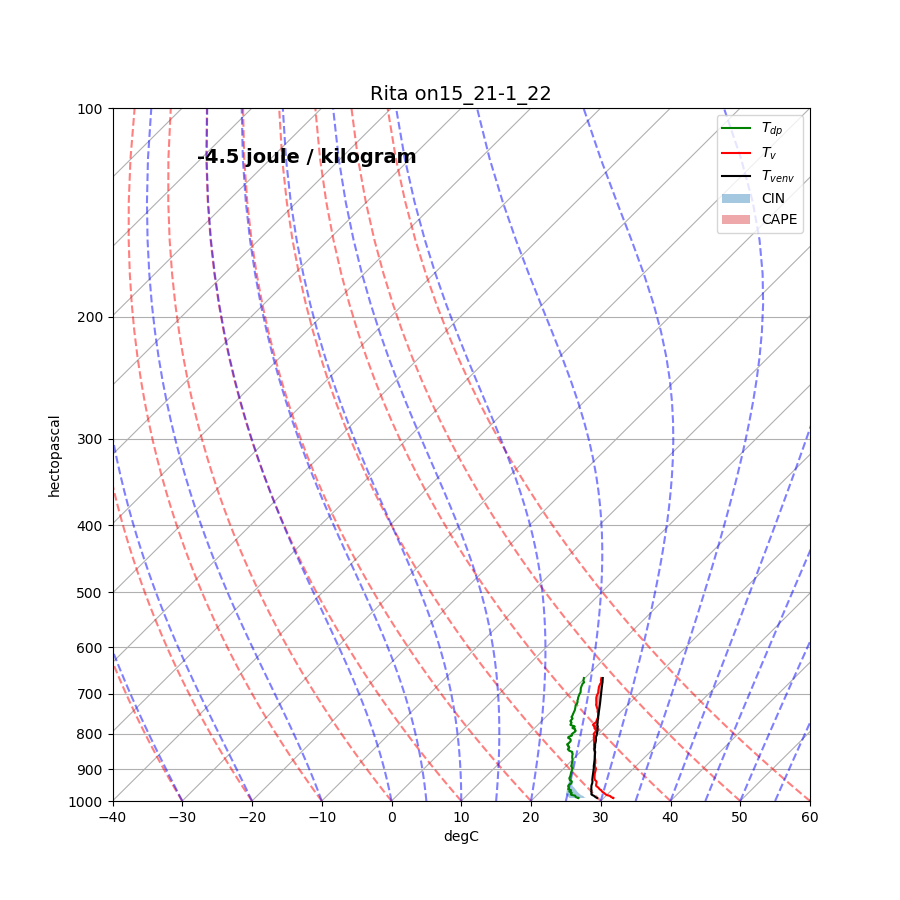 Rita on15_21-1_22
-4.5 joule / kilogram
T_dp
T_v
T_venv
CIN
CAPE
hectopascal
100
200
300
400
500
600
700
800
900
1000
−40
−30
−20
−10
0
10
20
30
40
50
60
degC